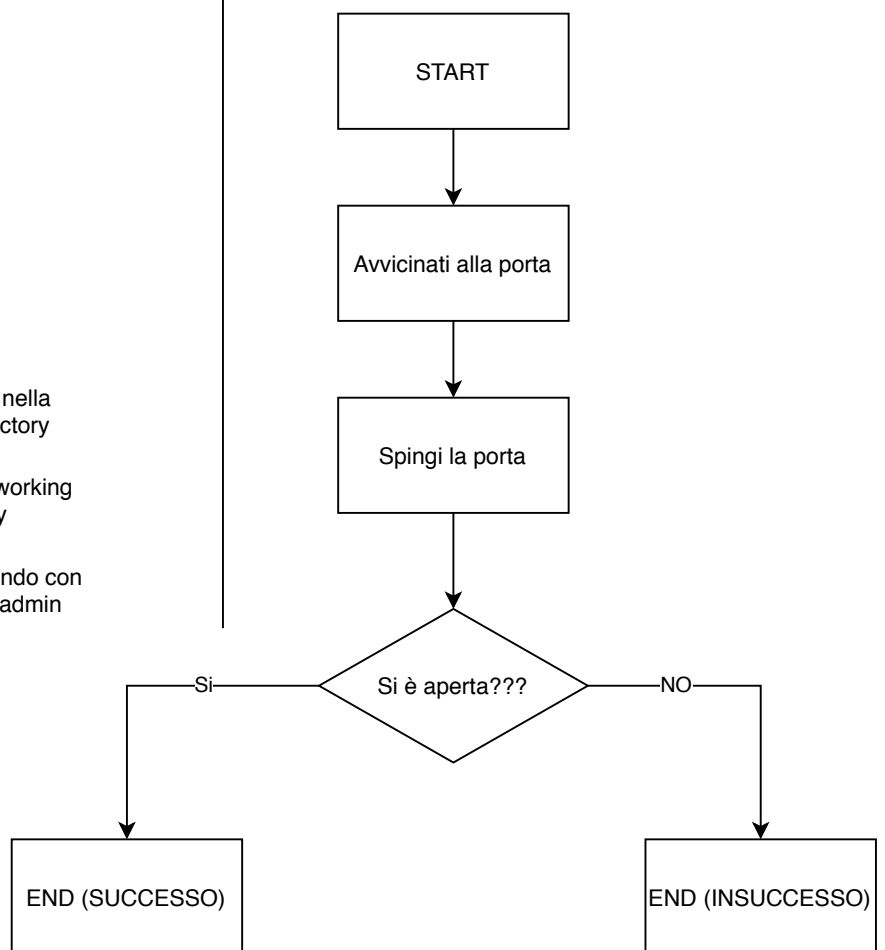 START
Avvicinati alla porta
nella
ctory
Spingi la porta
working
ndo con
admin
Si è aperta???
Si
NO
END (SUCCESSO)
END (INSUCCESSO)